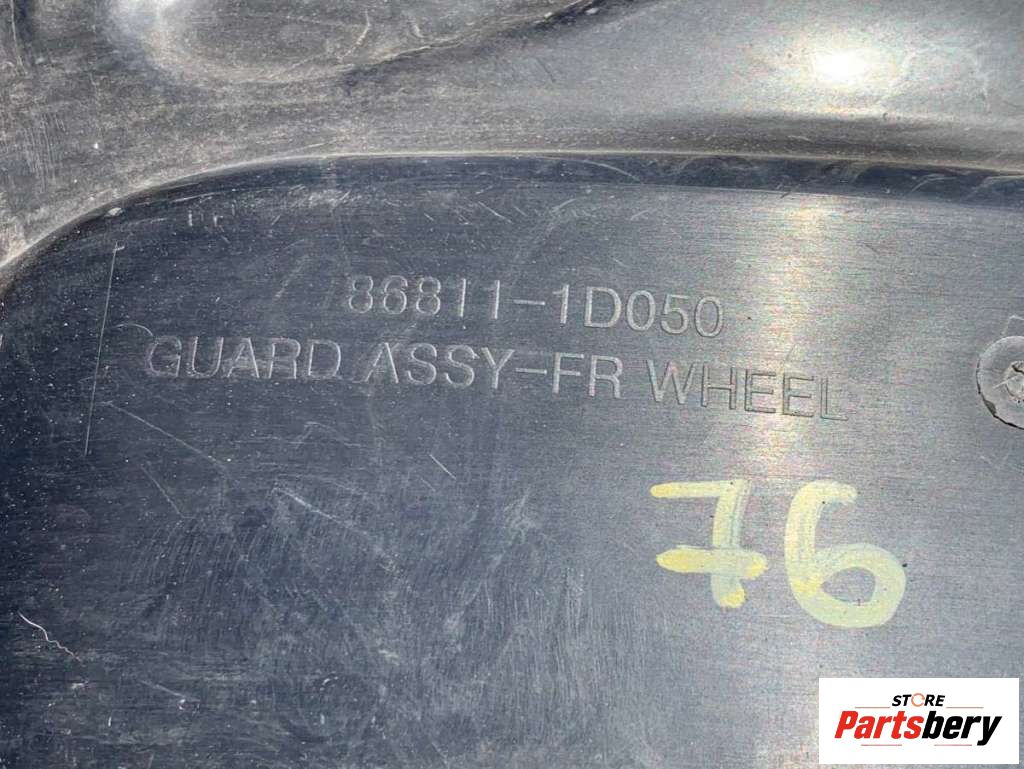 86811-1D050
GUARD ASSY-FR WHEEL
76
STORE
Partsbery